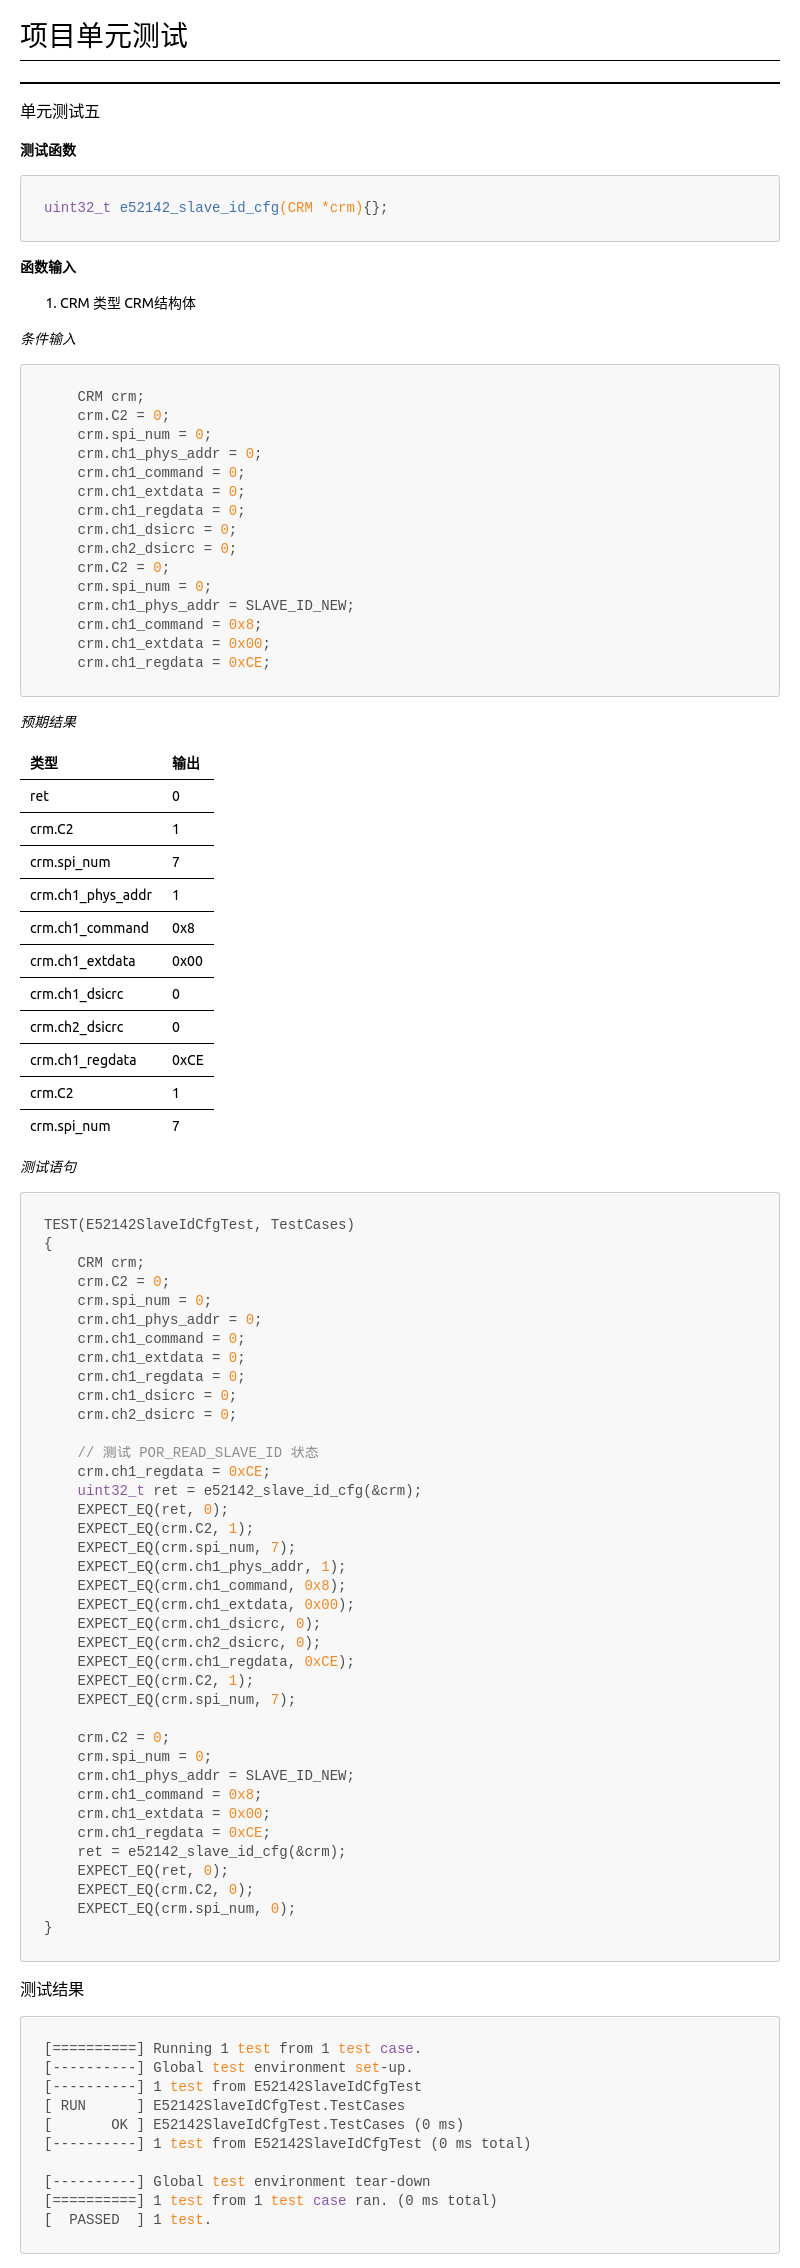 项目单元测试
单元测试五
测试函数
uint32_t e52142_slave_id_cfg(CRM *crm){};
函数输入
1. CRM 类型 CRM结构体
条件输入
    CRM crm;
    crm.C2 = 0;
    crm.spi_num = 0;
    crm.ch1_phys_addr = 0;
    crm.ch1_command = 0;
    crm.ch1_extdata = 0;
    crm.ch1_regdata = 0;
    crm.ch1_dsicrc = 0;
    crm.ch2_dsicrc = 0;
    crm.C2 = 0;
    crm.spi_num = 0;
    crm.ch1_phys_addr = SLAVE_ID_NEW;
    crm.ch1_command = 0x8;
    crm.ch1_extdata = 0x00;
    crm.ch1_regdata = 0xCE;
预期结果
类型 输出
ret 0
crm.C2 1
crm.spi_num 7
crm.ch1_phys_addr 1
crm.ch1_command 0x8
crm.ch1_extdata 0x00
crm.ch1_dsicrc 0
crm.ch2_dsicrc 0
crm.ch1_regdata 0xCE
crm.C2 1
crm.spi_num 7
测试语句
TEST(E52142SlaveIdCfgTest, TestCases)
{
    CRM crm;
    crm.C2 = 0;
    crm.spi_num = 0;
    crm.ch1_phys_addr = 0;
    crm.ch1_command = 0;
    crm.ch1_extdata = 0;
    crm.ch1_regdata = 0;
    crm.ch1_dsicrc = 0;
    crm.ch2_dsicrc = 0;
    // 测试 POR_READ_SLAVE_ID 状态
    crm.ch1_regdata = 0xCE;
    uint32_t ret = e52142_slave_id_cfg(&crm);
    EXPECT_EQ(ret, 0);
    EXPECT_EQ(crm.C2, 1);
    EXPECT_EQ(crm.spi_num, 7);
    EXPECT_EQ(crm.ch1_phys_addr, 1);
    EXPECT_EQ(crm.ch1_command, 0x8);
    EXPECT_EQ(crm.ch1_extdata, 0x00);
    EXPECT_EQ(crm.ch1_dsicrc, 0);
    EXPECT_EQ(crm.ch2_dsicrc, 0);
    EXPECT_EQ(crm.ch1_regdata, 0xCE);
    EXPECT_EQ(crm.C2, 1);
    EXPECT_EQ(crm.spi_num, 7);
    crm.C2 = 0;
    crm.spi_num = 0;
    crm.ch1_phys_addr = SLAVE_ID_NEW;
    crm.ch1_command = 0x8;
    crm.ch1_extdata = 0x00;
    crm.ch1_regdata = 0xCE;
    ret = e52142_slave_id_cfg(&crm);
    EXPECT_EQ(ret, 0);
    EXPECT_EQ(crm.C2, 0);
    EXPECT_EQ(crm.spi_num, 0);
}
测试结果
[==========] Running 1 test from 1 test case.
[----------] Global test environment set-up.
[----------] 1 test from E52142SlaveIdCfgTest
[ RUN      ] E52142SlaveIdCfgTest.TestCases
[       OK ] E52142SlaveIdCfgTest.TestCases (0 ms)
[----------] 1 test from E52142SlaveIdCfgTest (0 ms total)
[----------] Global test environment tear-down
[==========] 1 test from 1 test case ran. (0 ms total)
[  PASSED  ] 1 test.